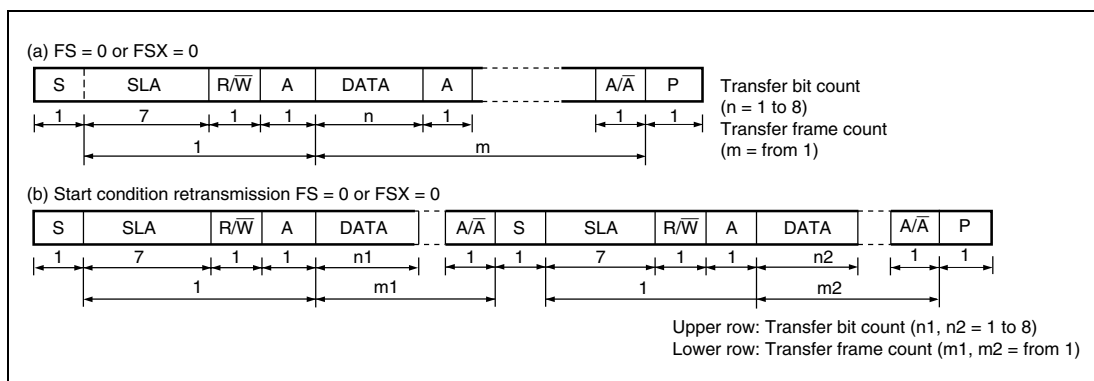 (a) FS = 0 or FSX = 0
S SLA R/W̅ A DATA A A/A̅ P
1 7 1 1 n 1 1 1
1 m
Transfer bit count
(n = 1 to 8)
Transfer frame count
(m = from 1)
(b) Start condition retransmission FS = 0 or FSX = 0
S SLA R/W̅ A DATA A/A̅ S SLA R/W̅ A DATA A/A̅ P
1 7 1 1 n1 1 1 7 1 1 n2 1 1
1 m1 1 m2
Upper row: Transfer bit count (n1, n2 = 1 to 8)
Lower row: Transfer frame count (m1, m2 = from 1)